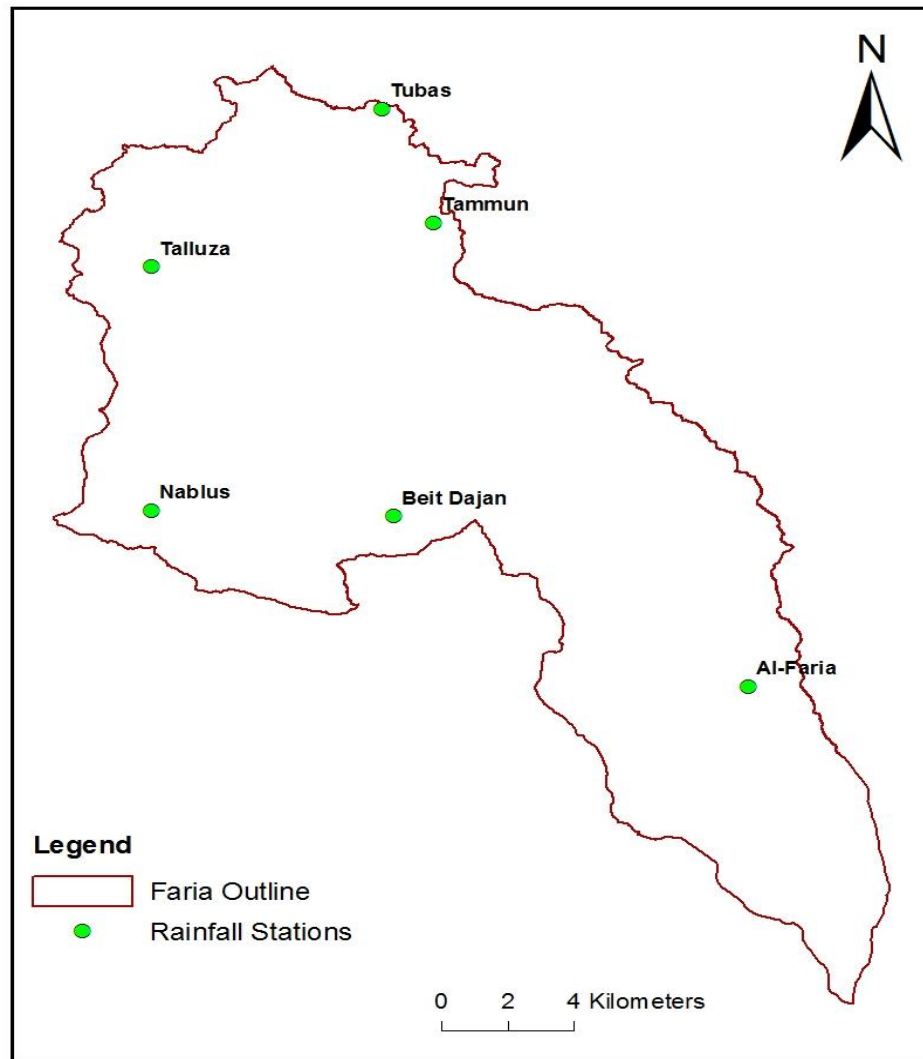 N
Tubas
Tammun
Talluza
Nablus
Beit Dajan
Al-Faria
Legend
Faria Outline
Rainfall Stations
0 2 4 Kilometers